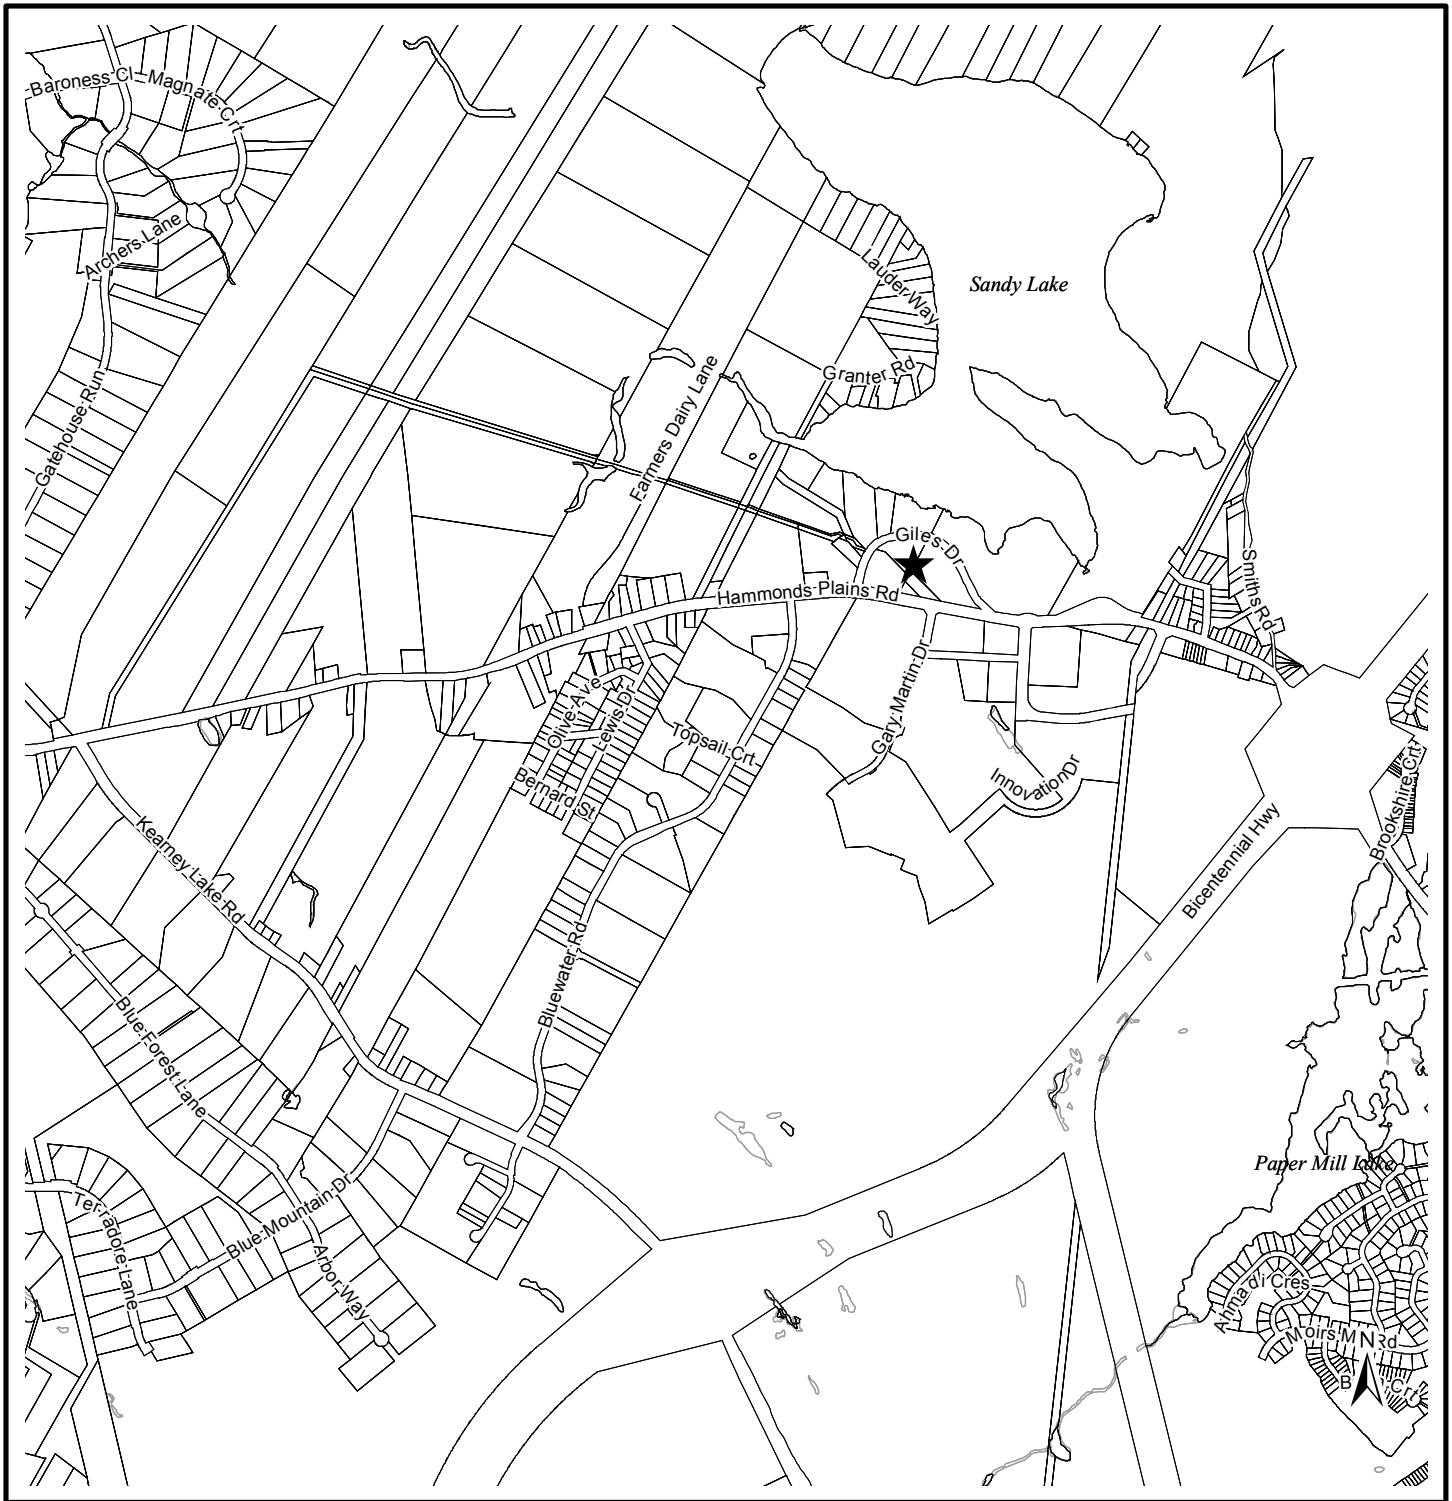 Baroness Cl
Magnate Crt
Archers Lane
Lauder Way
Sandy Lake
Granter Rd
Gatehouse Run
Farmers Dairy Lane
Giles Dr
Hammonds Plains Rd
Smiths Rd
Olive Ave
Lewis Dr
Gary Martin Dr
Topsail Crt
Bernard St
Innovation Dr
Brookshire Crt
Kearney Lake Rd
Bicentennial Hwy
Bluewater Rd
Blue Forest Lane
Paper Mill Lake
Terradore Lane
Blue Mountain Dr
Arbor Way
Ahmadi Cres
Moirs M
Rd
N
B
Crt